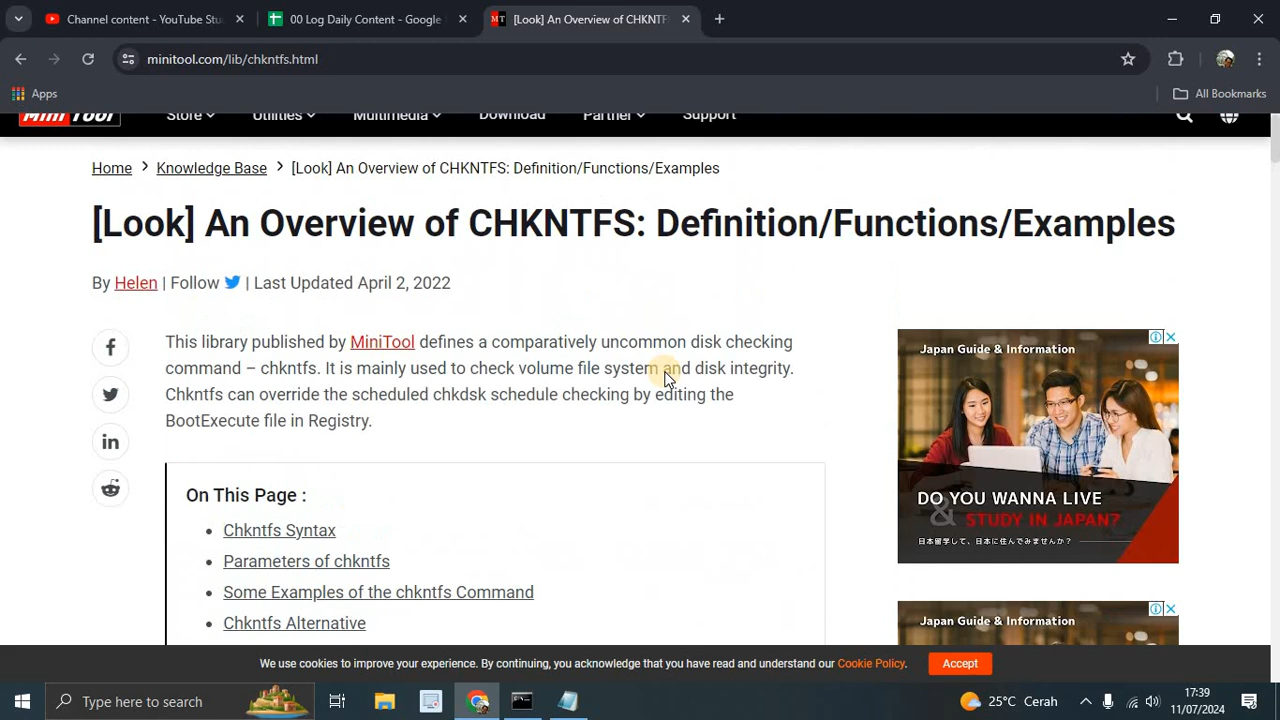 Channel content - YouTube Stu
00 Log Daily Content - Google
[Look] An Overview of CHKNTF
minitool.com/lib/chkntfs.html
Apps
All Bookmarks
Mini Tool
Store
Utilities
Multimedia
Download
Partner
Support
Home > Knowledge Base > [Look] An Overview of CHKNTFS: Definition/Functions/Examples
[Look] An Overview of CHKNTFS: Definition/Functions/Examples
By Helen | Follow | Last Updated April 2, 2022
This library published by MiniTool defines a comparatively uncommon disk checking
command – chkntfs. It is mainly used to check volume file system and disk integrity.
Chkntfs can override the scheduled chkdsk schedule checking by editing the
BootExecute file in Registry.
On This Page :
Chkntfs Syntax
Parameters of chkntfs
Some Examples of the chkntfs Command
Chkntfs Alternative
Japan Guide & Information
DO YOU WANNA LIVE
& STUDY IN JAPAN?
日本留学して、日本に住んでみませんか？
Japan Guide & Information
We use cookies to improve your experience. By continuing, you acknowledge that you have read and understand our Cookie Policy.
Accept
Type here to search
25°C Cerah
17:39
11/07/2024